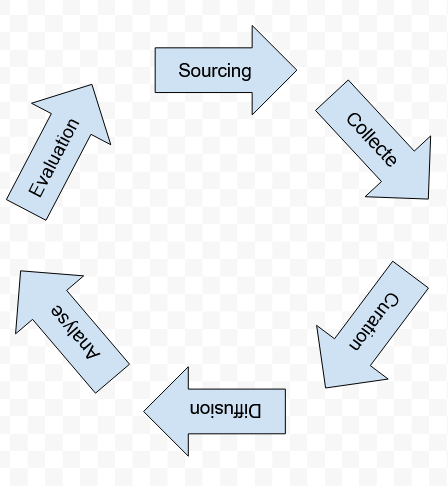 Sourcing
Collecte
Curation
Diffusion
Analyse
Evaluation